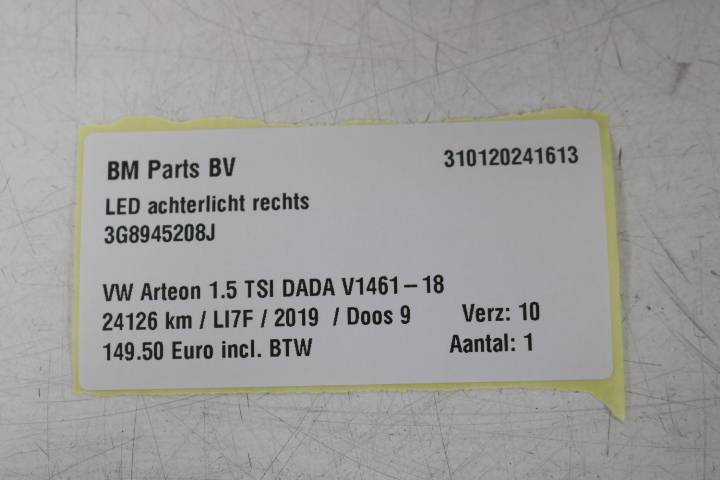 BM Parts BV 310120241613
LED achterlicht rechts
3G8945208J
VW Arteon 1.5 TSI DADA V1461-18
24126 km / LI7F / 2019 / Doos 9 Verz: 10
149.50 Euro incl. BTW Aantal: 1